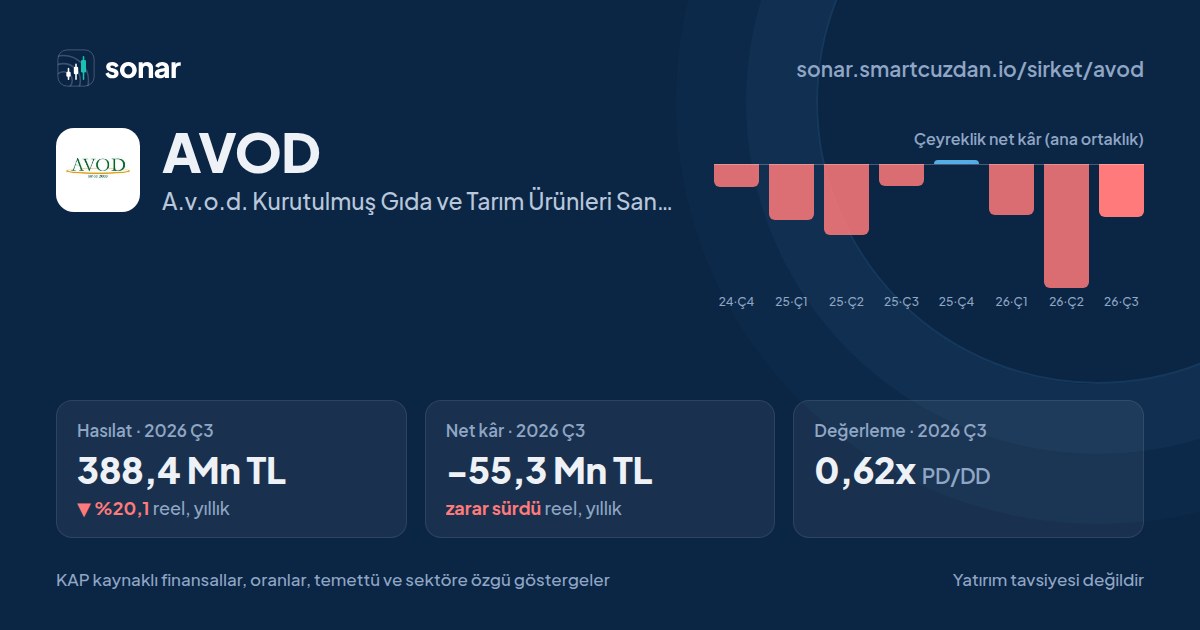 sonar
sonar.smartcuzdan.io/sirket/avod
AVOD
AVOD
A.v.o.d. Kurutulmuş Gıda ve Tarım Ürünleri San...
Çeyreklik net kâr (ana ortaklık)
24·Ç4 25·Ç1 25·Ç2 25·Ç3 25·Ç4 26·Ç1 26·Ç2 26·Ç3
Hasılat · 2026 Ç3
388,4 Mn TL
▼ %20,1 reel, yıllık
Net kâr · 2026 Ç3
-55,3 Mn TL
zarar sürdü reel, yıllık
Değerleme · 2026 Ç3
0,62x PD/DD
KAP kaynaklı finansallar, oranlar, temettü ve sektöre özgü göstergeler
Yatırım tavsiyesi değildir